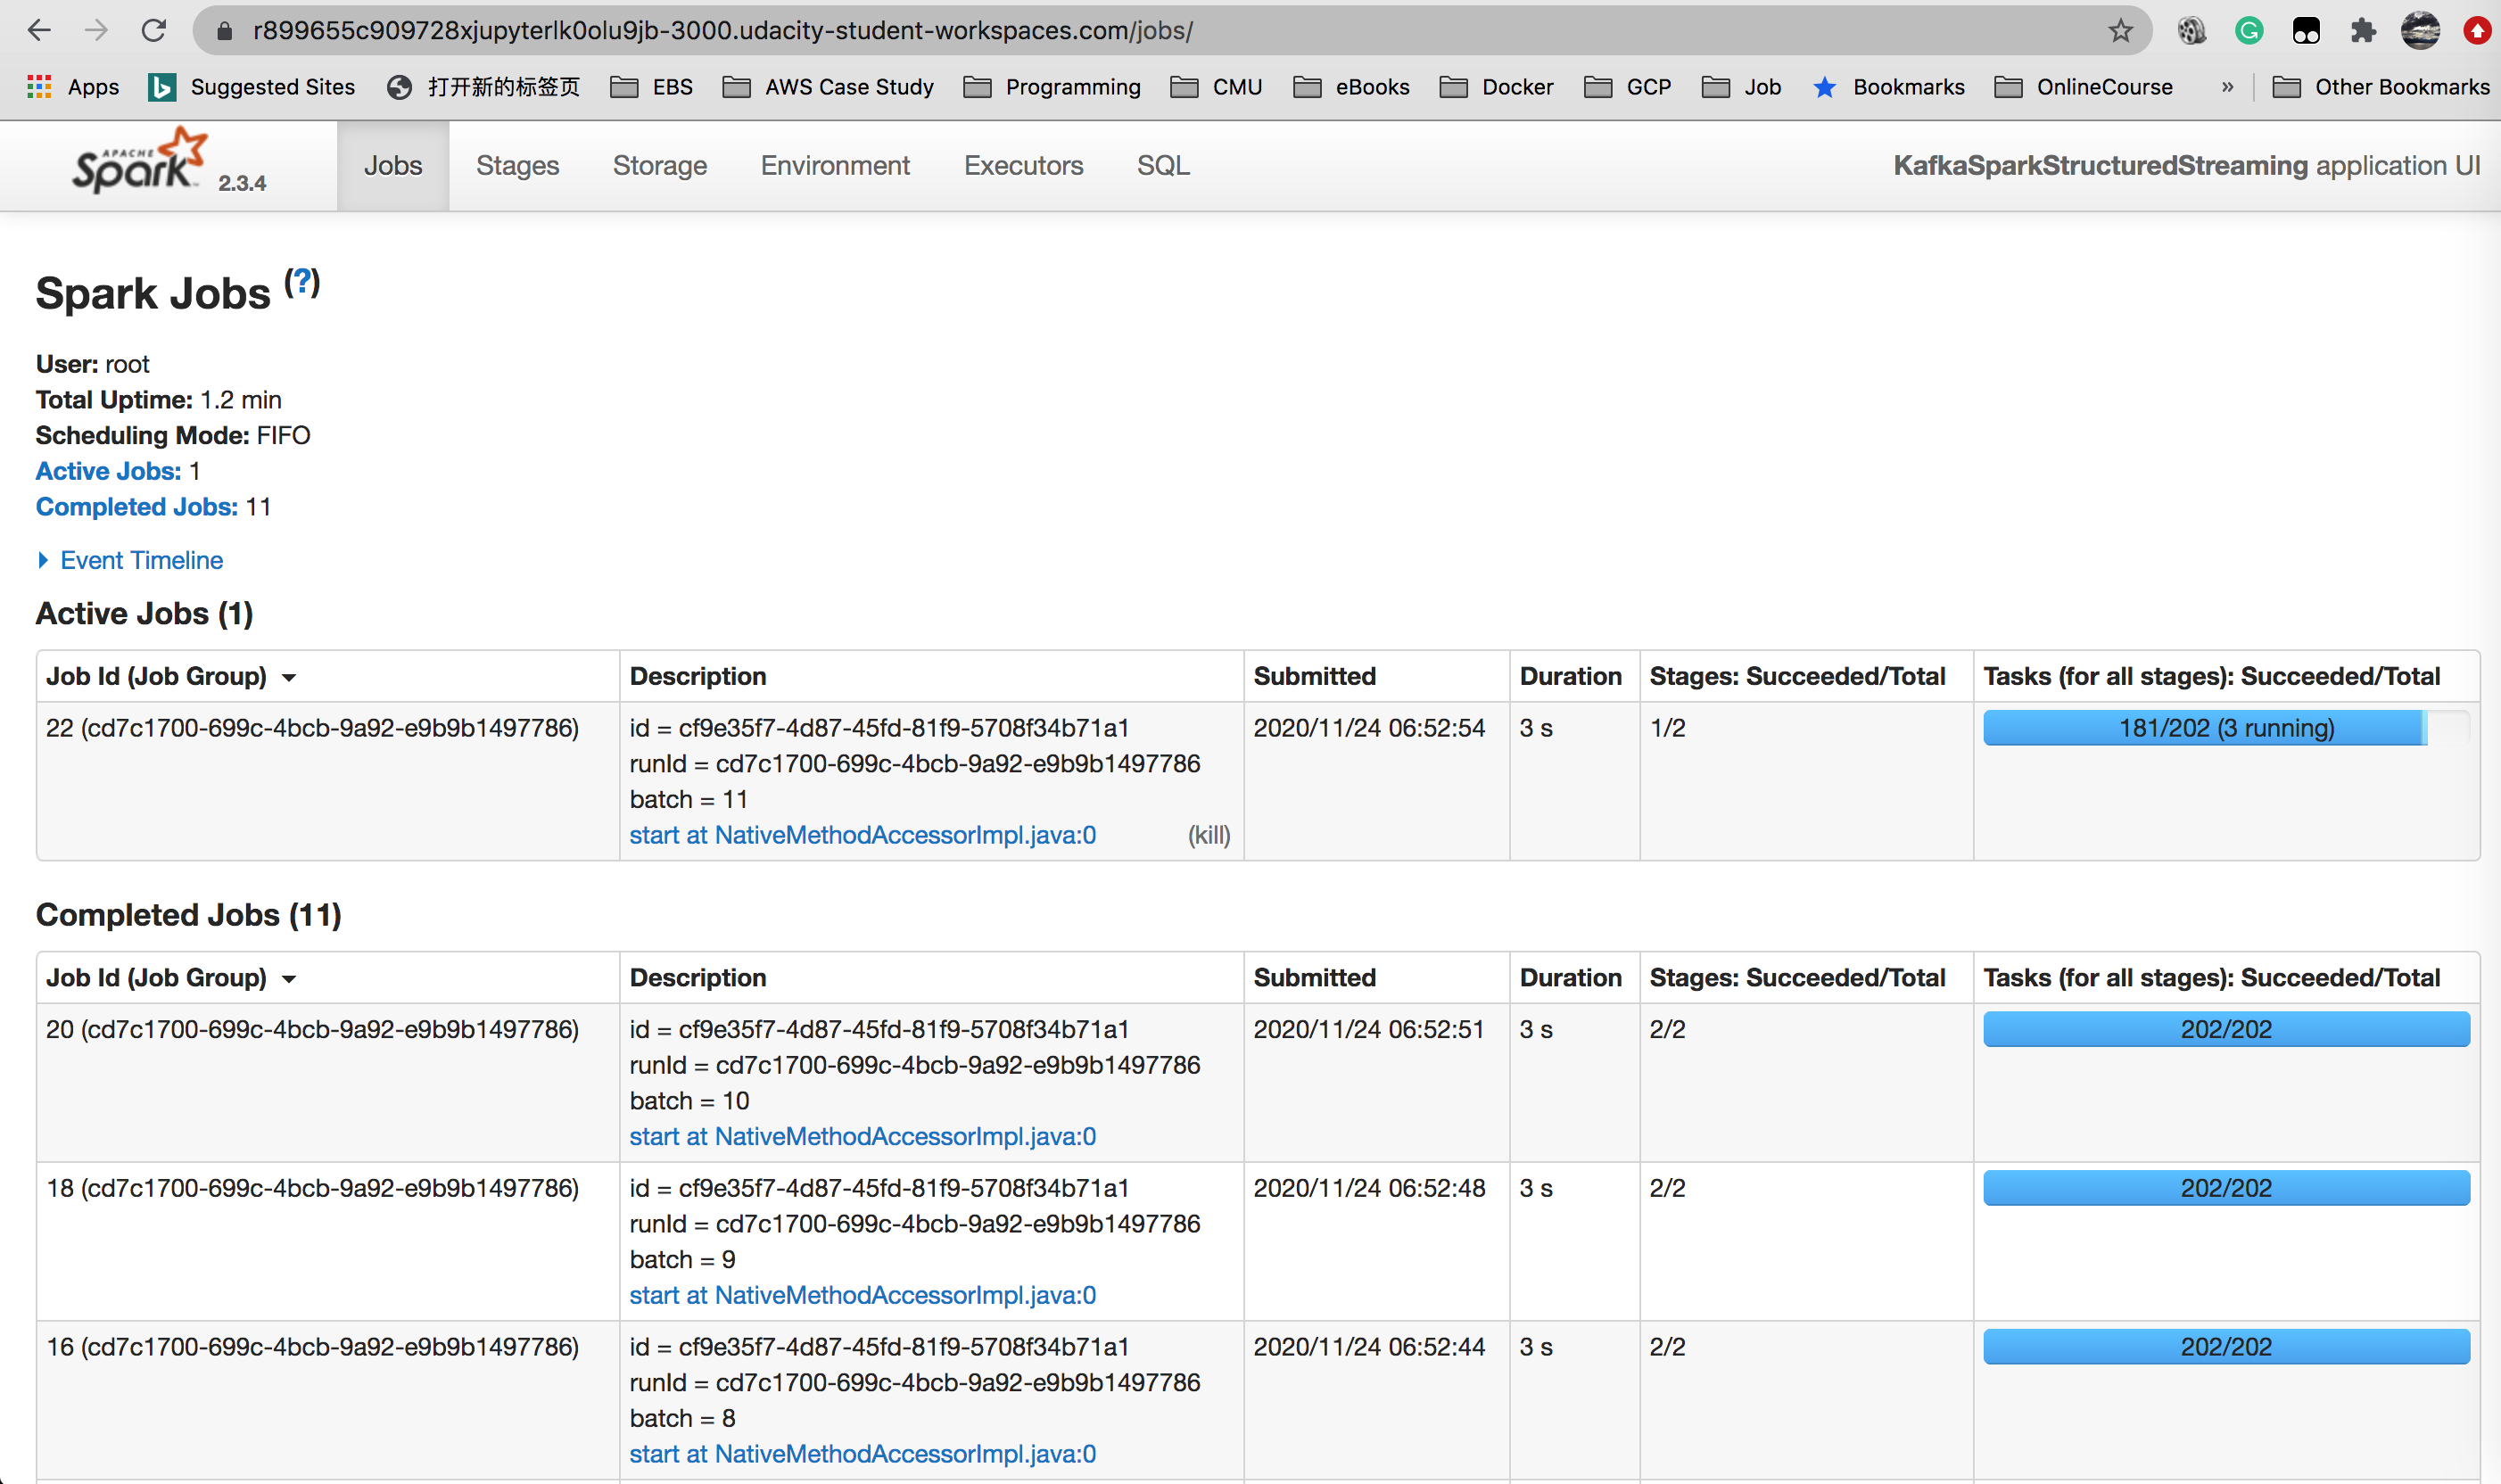 r899655c909728xjupyterlk0olu9jb-3000.udacity-student-workspaces.com/jobs/
Apps Suggested Sites 打开新的标签页 EBS AWS Case Study Programming CMU eBooks Docker GCP Job Bookmarks OnlineCourse » Other Bookmarks
APACHE Spark 2.3.4 Jobs Stages Storage Environment Executors SQL KafkaSparkStructuredStreaming application UI
Spark Jobs (?)
User: root
Total Uptime: 1.2 min
Scheduling Mode: FIFO
Active Jobs: 1
Completed Jobs: 11
Event Timeline
Active Jobs (1)
Job Id (Job Group) Description Submitted Duration Stages: Succeeded/Total Tasks (for all stages): Succeeded/Total
22 (cd7c1700-699c-4bcb-9a92-e9b9b1497786) id = cf9e35f7-4d87-45fd-81f9-5708f34b71a1 2020/11/24 06:52:54 3 s 1/2 181/202 (3 running)
runId = cd7c1700-699c-4bcb-9a92-e9b9b1497786
batch = 11
start at NativeMethodAccessorImpl.java:0 (kill)
Completed Jobs (11)
Job Id (Job Group) Description Submitted Duration Stages: Succeeded/Total Tasks (for all stages): Succeeded/Total
20 (cd7c1700-699c-4bcb-9a92-e9b9b1497786) id = cf9e35f7-4d87-45fd-81f9-5708f34b71a1 2020/11/24 06:52:51 3 s 2/2 202/202
runId = cd7c1700-699c-4bcb-9a92-e9b9b1497786
batch = 10
start at NativeMethodAccessorImpl.java:0
18 (cd7c1700-699c-4bcb-9a92-e9b9b1497786) id = cf9e35f7-4d87-45fd-81f9-5708f34b71a1 2020/11/24 06:52:48 3 s 2/2 202/202
runId = cd7c1700-699c-4bcb-9a92-e9b9b1497786
batch = 9
start at NativeMethodAccessorImpl.java:0
16 (cd7c1700-699c-4bcb-9a92-e9b9b1497786) id = cf9e35f7-4d87-45fd-81f9-5708f34b71a1 2020/11/24 06:52:44 3 s 2/2 202/202
runId = cd7c1700-699c-4bcb-9a92-e9b9b1497786
batch = 8
start at NativeMethodAccessorImpl.java:0